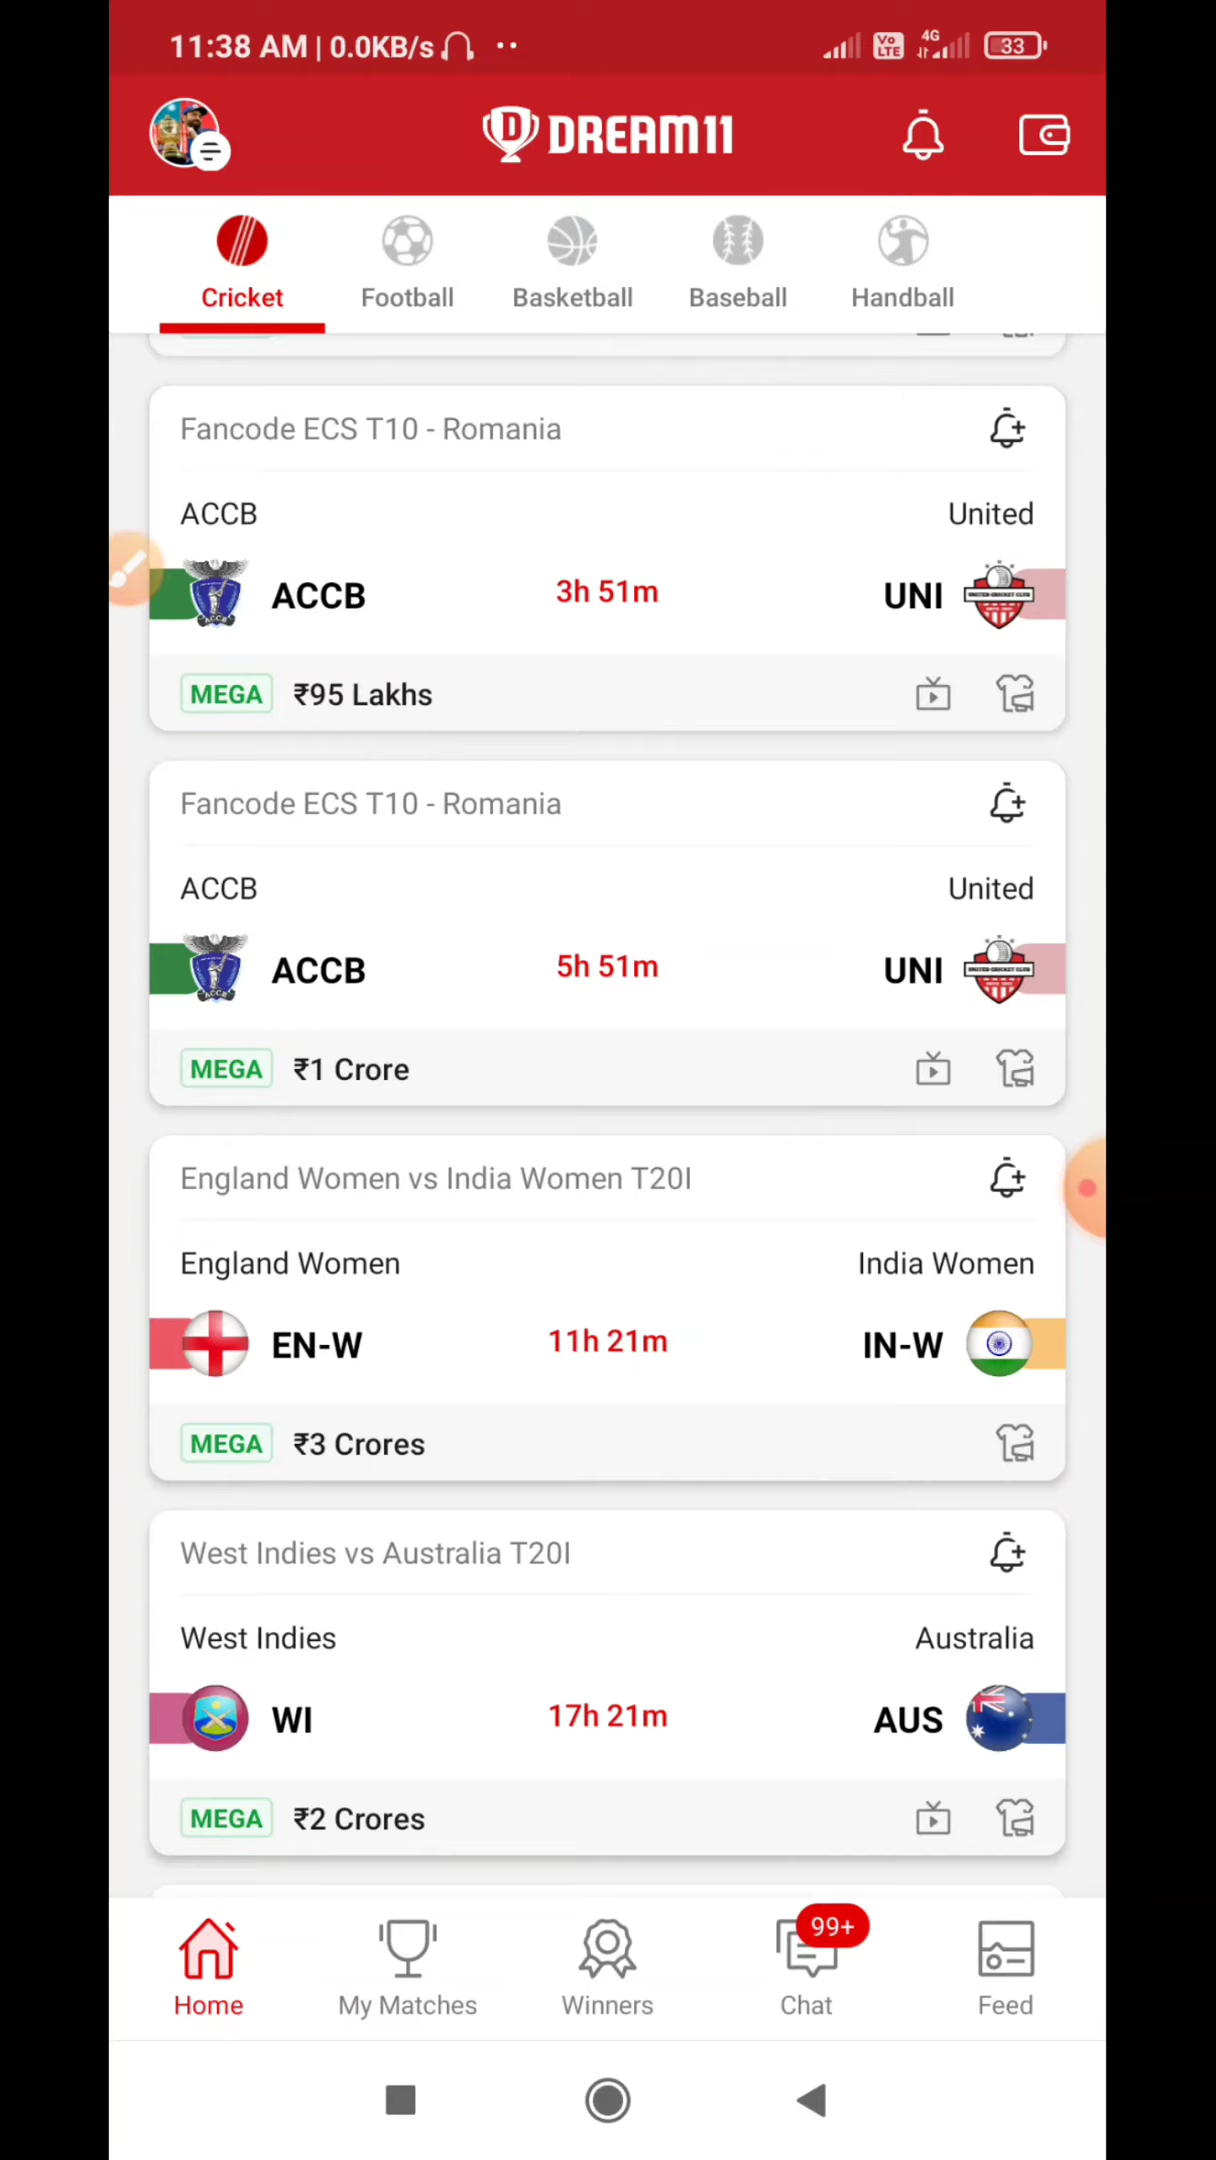 11:38 AM | 0.0KB/s
Vo LTE 4G 33
DREAM11
Cricket Football Basketball Baseball Handball
Fancode ECS T10 - Romania
ACCB United
ACCB 3h 51m UNI
MEGA ₹95 Lakhs
Fancode ECS T10 - Romania
ACCB United
ACCB 5h 51m UNI
MEGA ₹1 Crore
England Women vs India Women T20I
England Women India Women
EN-W 11h 21m IN-W
MEGA ₹3 Crores
West Indies vs Australia T20I
West Indies Australia
WI 17h 21m AUS
MEGA ₹2 Crores
99+
Home My Matches Winners Chat Feed